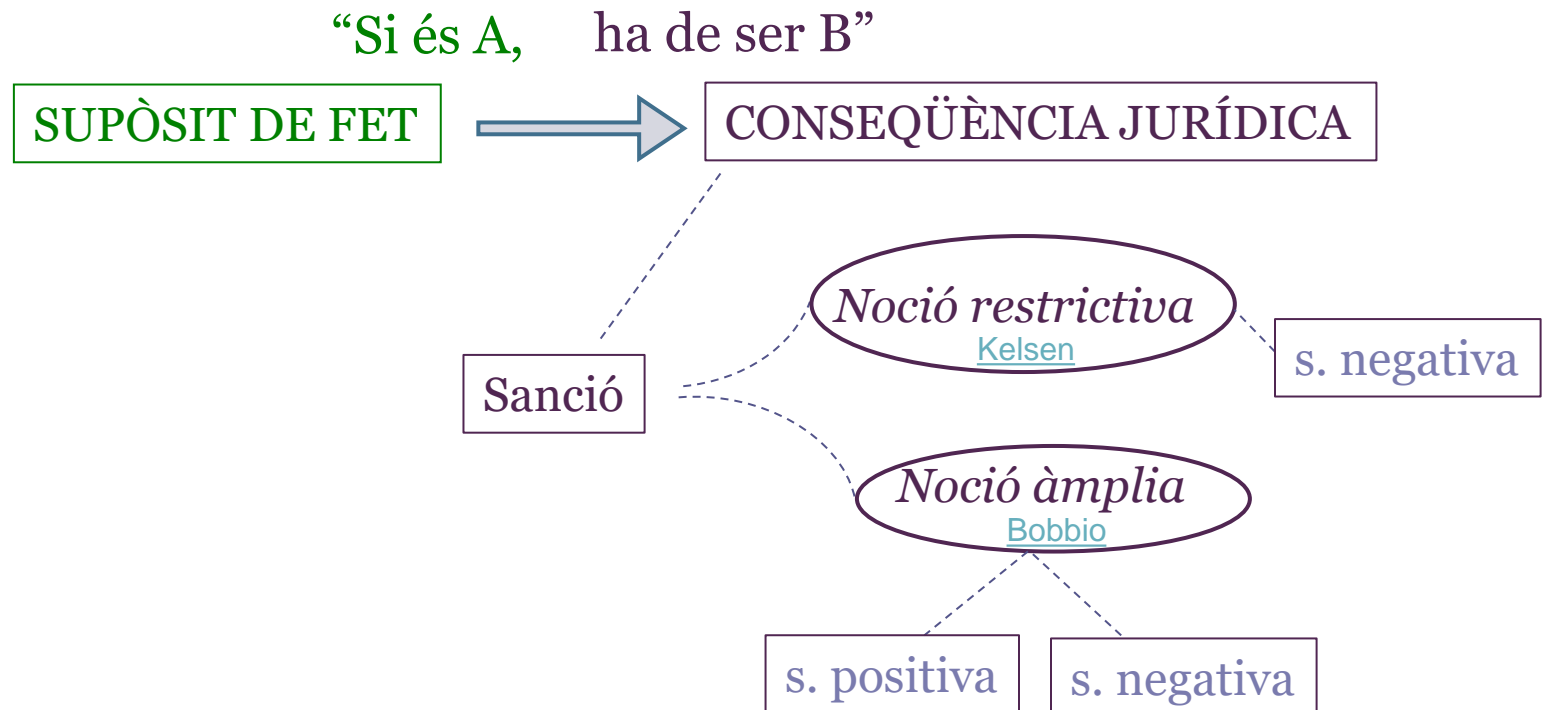 “Si és A, ha de ser B”
SUPÒSIT DE FET
CONSEQÜÈNCIA JURÍDICA
Noció restrictiva
Kelsen
s. negativa
Sanció
Noció àmplia
Bobbio
s. positiva
s. negativa